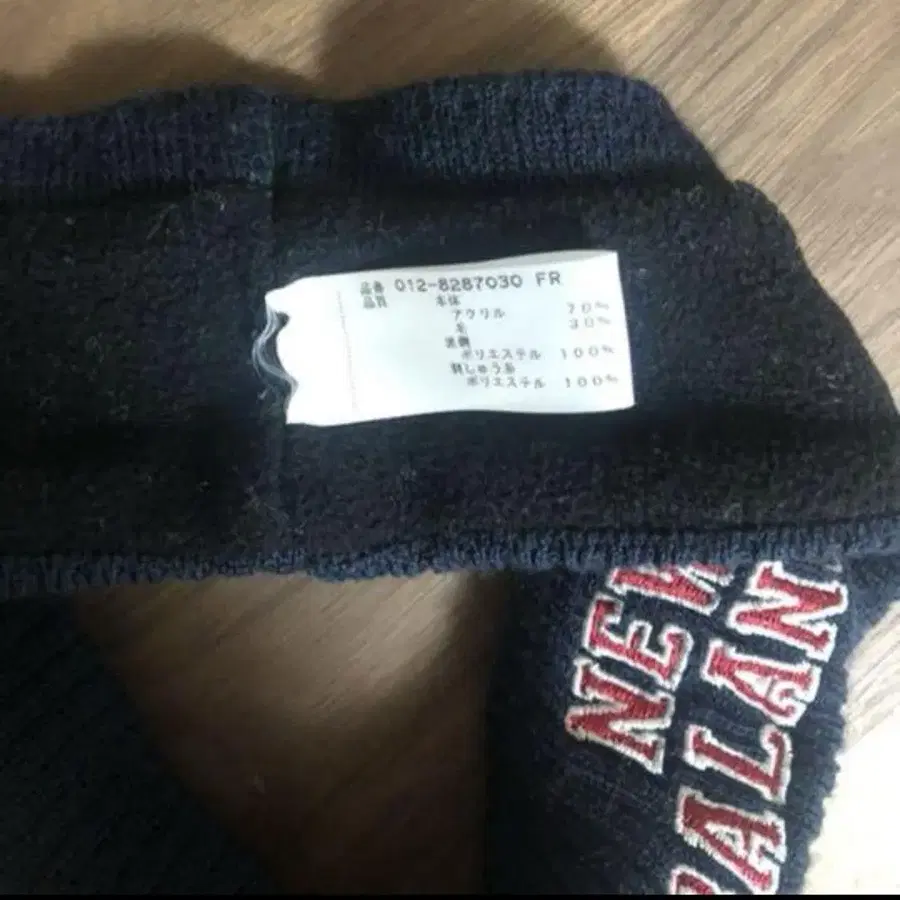 品番 012-8287030 FR
品質 本体
アクリル 70%
毛 30%
裏側
ポリエステル 100%
刺しゅう糸
ポリエステル 100%
NEW
BALAN